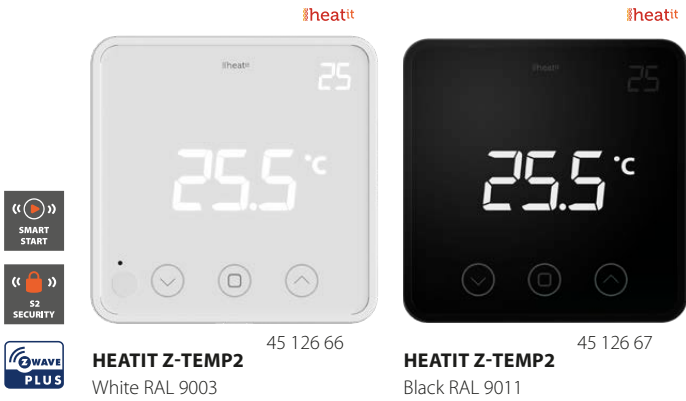 heatit
heatit
heatit
25
25.5 °C
heatit
25
25.5 °C
SMART
START
S2
SECURITY
Z WAVE
PLUS
45 126 66
HEATIT Z-TEMP2
White RAL 9003
45 126 67
HEATIT Z-TEMP2
Black RAL 9011